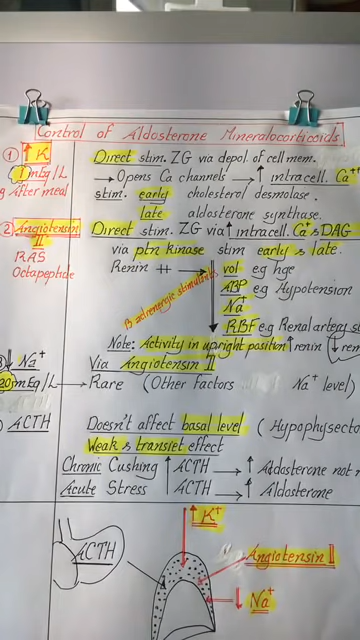 Control of Aldosterone Mineralocorticoids
① ↑ K
1 mEq/L
After meal
Direct stim. ZG via depol. of cell mem.
→ Opens Ca channels → ↑ intracell. Ca++
stim. early cholesterol desmolase.
late aldosterone synthase.
② Angiotensin II
RAS
Octapeptide
Direct stim. ZG via ↑ intracell. Ca+ & DAG
via ptn kinase stim early & late.
Renin ++ → ↓ vol eg hge
ABP eg Hypotension
Na+
RBF eg Renal artery
B adrenergic stimulants
Note: Activity in upright position ↑ renin
Via Angiotensin II
↓ Na+
20 mEq/L → Rare (Other Factors Na+ level)
ACTH
Doesn't affect basal level (Hypophysect
Weak & transiet effect
Chronic Cushing ↑ ACTH → ↑ Aldosterone not
Acute Stress ↑ ACTH → ↑ Aldosterone
↑ K+
ACTH
Angiotensin II
↓ Na+